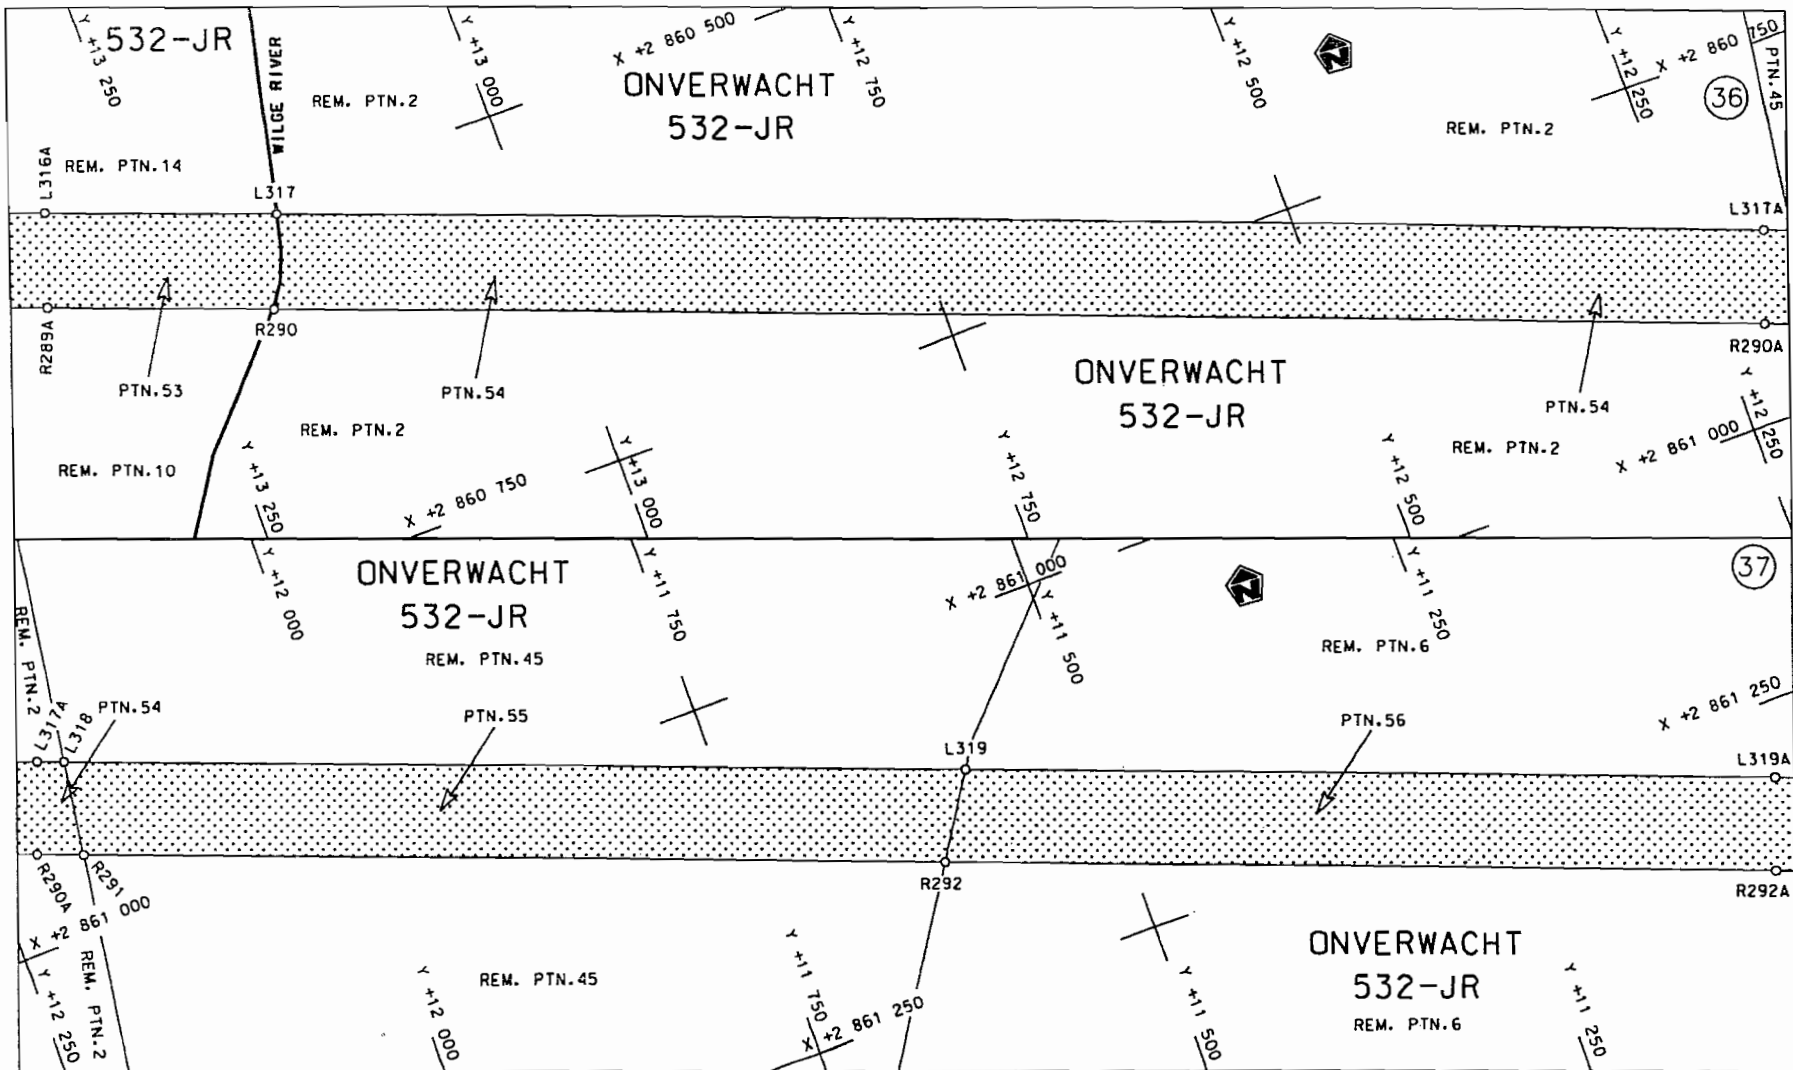 532-JR
Y +13 250
WILGE RIVER
REM. PTN.2
Y +13 000
X +2 860 500
ONVERWACHT
532-JR
Y +12 750
Y +12 500
N
Y +12 250
X +2 860 750
PTN.45
36
REM. PTN.2
L316A
REM. PTN.14
L317
L317A
R289A
R290
R290A
PTN.53
PTN.54
ONVERWACHT
532-JR
PTN.54
REM. PTN.2
REM. PTN.10
Y +13 250
X +2 860 750
Y +13 000
Y +12 750
Y +12 500
REM. PTN.2
X +2 861 000
Y +12 250
REM. PTN.2
Y +12 000
ONVERWACHT
532-JR
REM. PTN.45
Y +11 750
X +2 861 000
Y +11 500
N
Y +11 250
37
REM. PTN.6
X +2 861 250
L317A
L318
PTN.54
PTN.55
L319
PTN.56
L319A
R290A
R291
R292
R292A
X +2 861 000
Y +12 250
REM. PTN.2
Y +12 000
REM. PTN.45
Y +11 750
X +2 861 250
Y +11 500
ONVERWACHT
532-JR
REM. PTN.6
Y +11 250